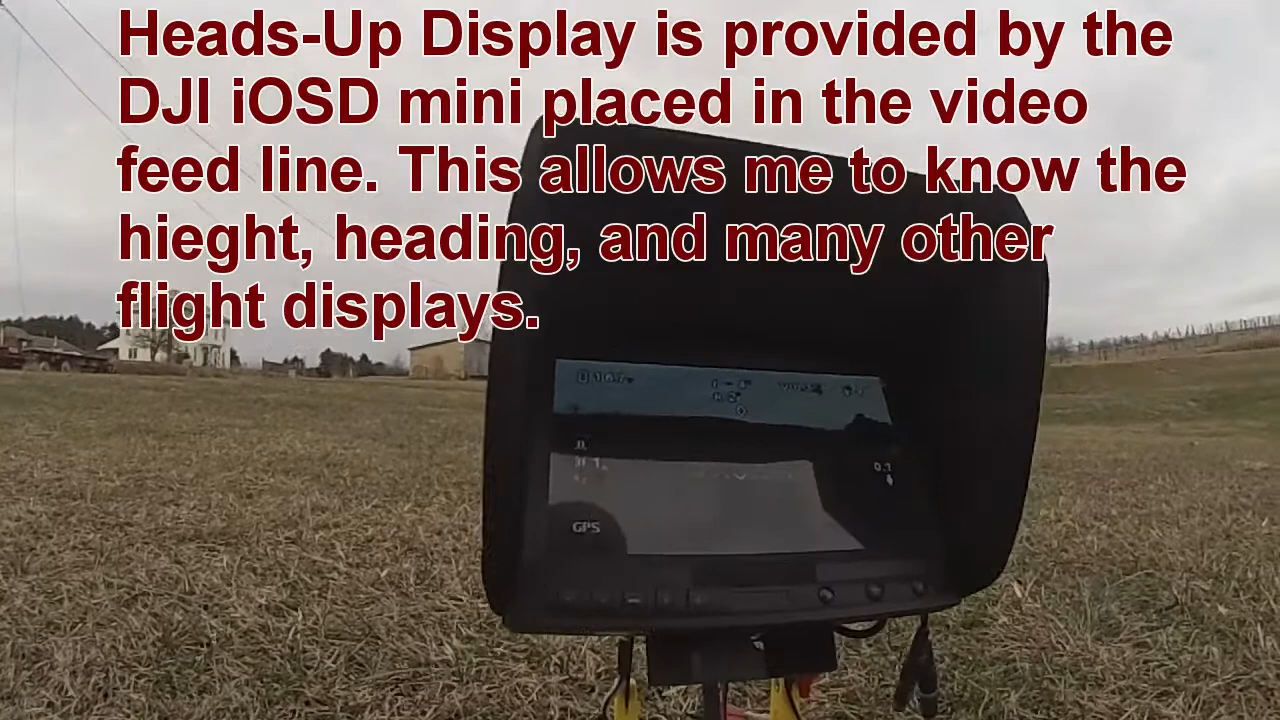 Heads-Up Display is provided by the
DJI iOSD mini placed in the video
feed line. This allows me to know the
hieght, heading, and many other
flight displays.
GPS